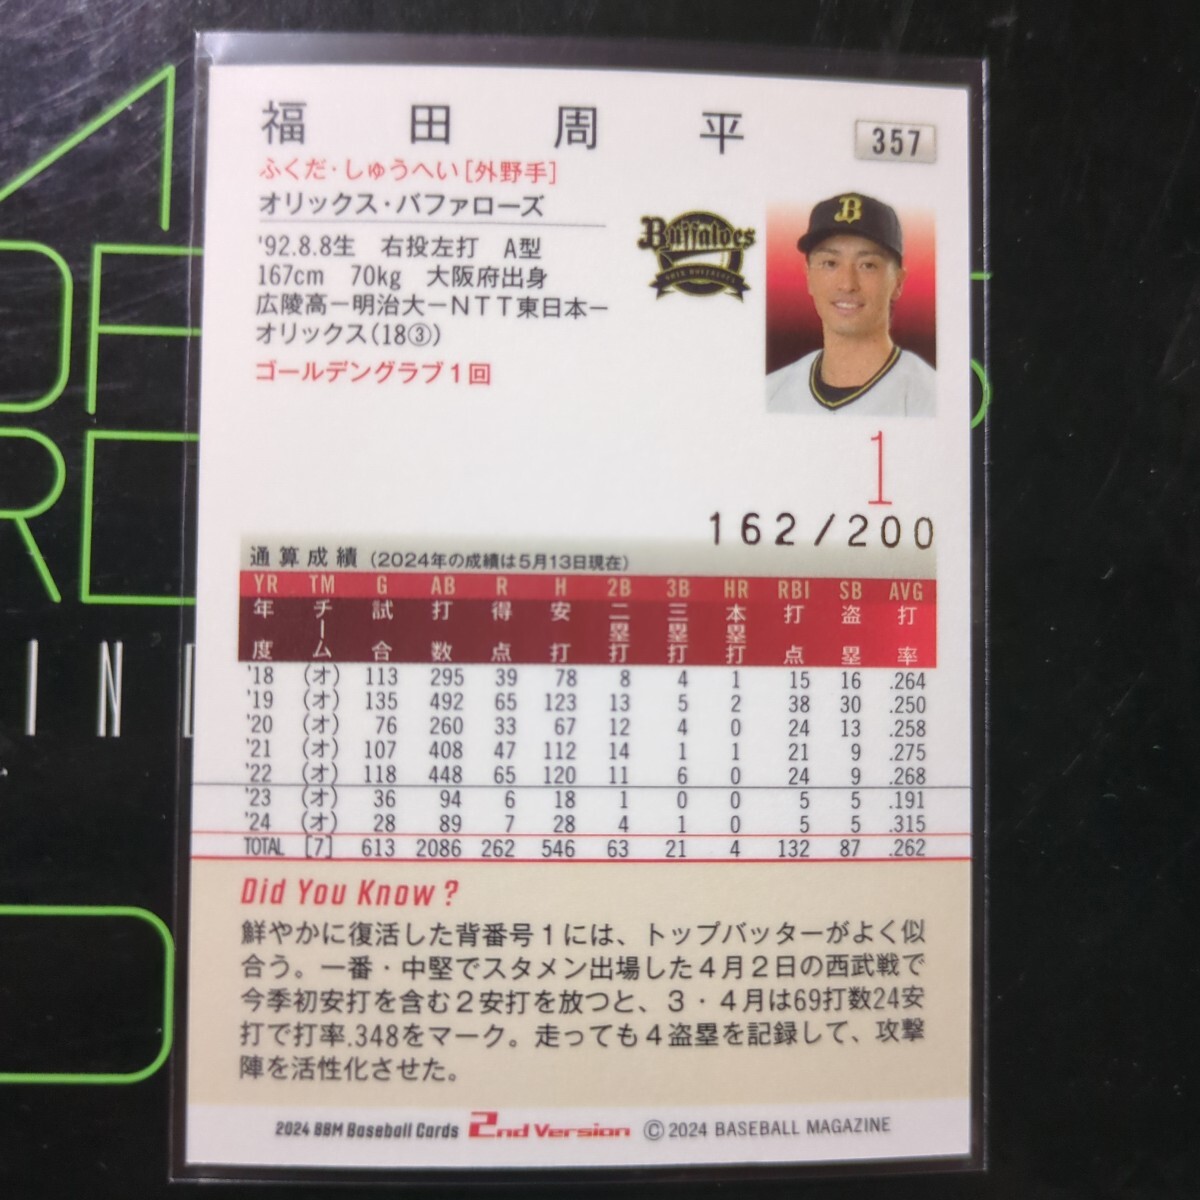 福田周平
357
ふくだ・しゅうへい[外野手]
オリックス・バファローズ
'92.8.8生 右投左打 A型
167cm 70kg 大阪府出身
広陵高ー明治大ーNTT東日本ー
オリックス(18③)
ゴールデングラブ1回
Buffaloes
B
1
162/200
通算成績(2024年の成績は5月13日現在)
YR TM G AB R H 2B 3B HR RBI SB AVG
年度 チーム 試合 打数 得点 安打 二塁打 三塁打 本塁打 打点 盗塁 打率
'18 (オ) 113 295 39 78 8 4 1 15 16 .264
'19 (オ) 135 492 65 123 13 5 2 38 30 .250
'20 (オ) 76 260 33 67 12 4 0 24 13 .258
'21 (オ) 107 408 47 112 14 1 1 21 9 .275
'22 (オ) 118 448 65 120 11 6 0 24 9 .268
'23 (オ) 36 94 6 18 1 0 0 5 5 .191
'24 (オ) 28 89 7 28 4 1 0 5 5 .315
TOTAL [7] 613 2086 262 546 63 21 4 132 87 .262
Did You Know?
鮮やかに復活した背番号1には、トップバッターがよく似
合う。一番・中堅でスタメン出場した4月2日の西武戦で
今季初安打を含む2安打を放つと、3・4月は69打数24安
打で打率.348をマーク。走っても4盗塁を記録して、攻撃
陣を活性化させた。
2024 BBM Baseball Cards 2nd Version © 2024 BASEBALL MAGAZINE